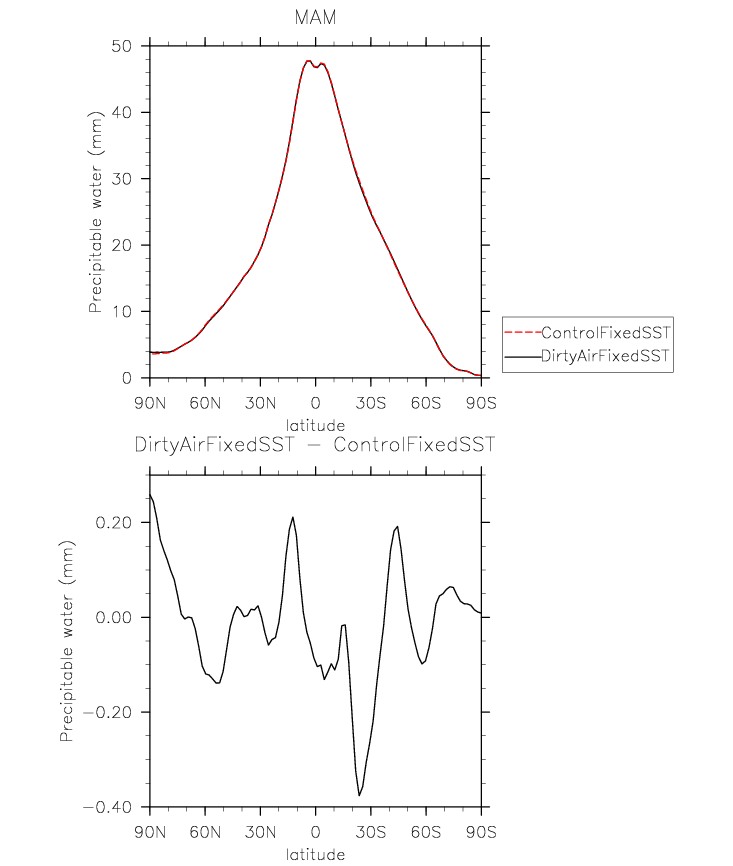 MAM
50
40
30
20
10
0
Precipitable water (mm)
90N 60N 30N 0 30S 60S 90S
latitude
ControlFixedSST
DirtyAirFixedSST
DirtyAirFixedSST − ControlFixedSST
0.20
0.00
−0.20
−0.40
Precipitable water (mm)
90N 60N 30N 0 30S 60S 90S
latitude